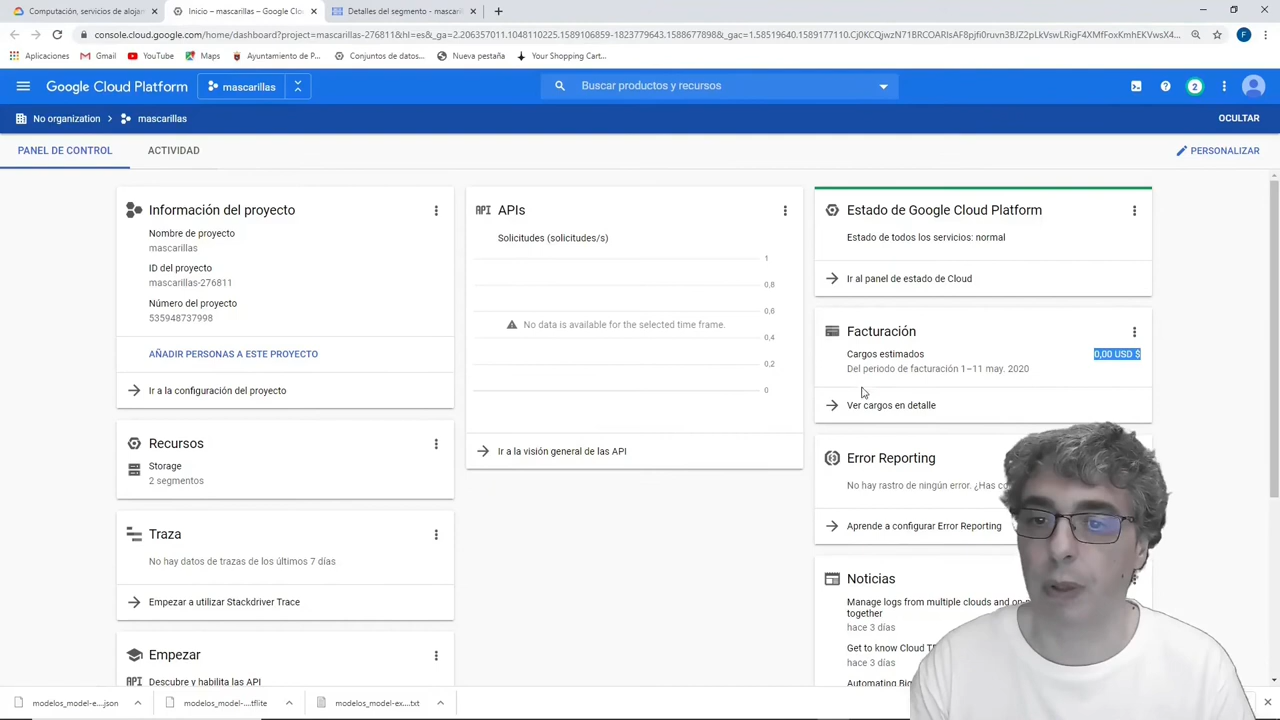 Computación, servicios de alojam
Inicio – mascarillas – Google Clou
Detalles del segmento - mascaril
console.cloud.google.com/home/dashboard?project=mascarillas-276811&hl=es&_ga=2.206357011.1048110225.1589106859-1823779643.1588677898&_gac=1.58519640.1589177110.
Aplicaciones
Gmail
YouTube
Maps
Ayuntamiento de P...
Conjuntos de datos...
Nueva pestaña
Your Shopping Cart...
Google Cloud Platform
mascarillas
Buscar productos y recursos
2
F
No organization
mascarillas
OCULTAR
PANEL DE CONTROL
ACTIVIDAD
PERSONALIZAR
Información del proyecto
Nombre de proyecto
mascarillas
ID del proyecto
mascarillas-276811
Número del proyecto
535948737998
AÑADIR PERSONAS A ESTE PROYECTO
Ir a la configuración del proyecto
Recursos
Storage
2 segmentos
Traza
No hay datos de trazas de los últimos 7 días
Empezar a utilizar Stackdriver Trace
Empezar
API Descubre y habilita las API
API APIs
Solicitudes (solicitudes/s)
1
0,8
0,6
No data is available for the selected time frame.
0,4
0,2
0
Ir a la visión general de las API
Estado de Google Cloud Platform
Estado de todos los servicios: normal
Ir al panel de estado de Cloud
Facturación
Cargos estimados
0,00 USD $
Del periodo de facturación 1–11 may. 2020
Ver cargos en detalle
Error Reporting
No hay rastro de ningún error. ¿Has co
Aprende a configurar Error Reporting
Noticias
Manage logs from multiple clouds and on-
together
hace 3 días
Get to know Cloud
hace 3 días
Automating
modelos_model-e....json
modelos_model-....tflite
modelos_model-ex....txt